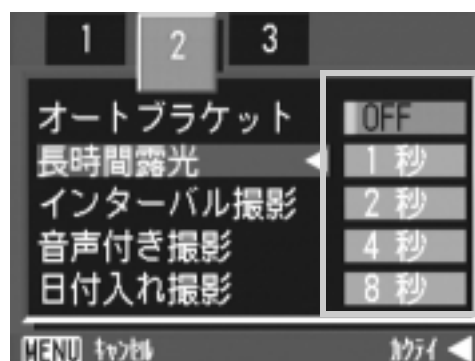 1 2 3
オートブラケット OFF
長時間露光 1 秒
インターバル撮影 2 秒
音声付き撮影 4 秒
日付入れ撮影 8 秒
MENU キャンセル カクテイ